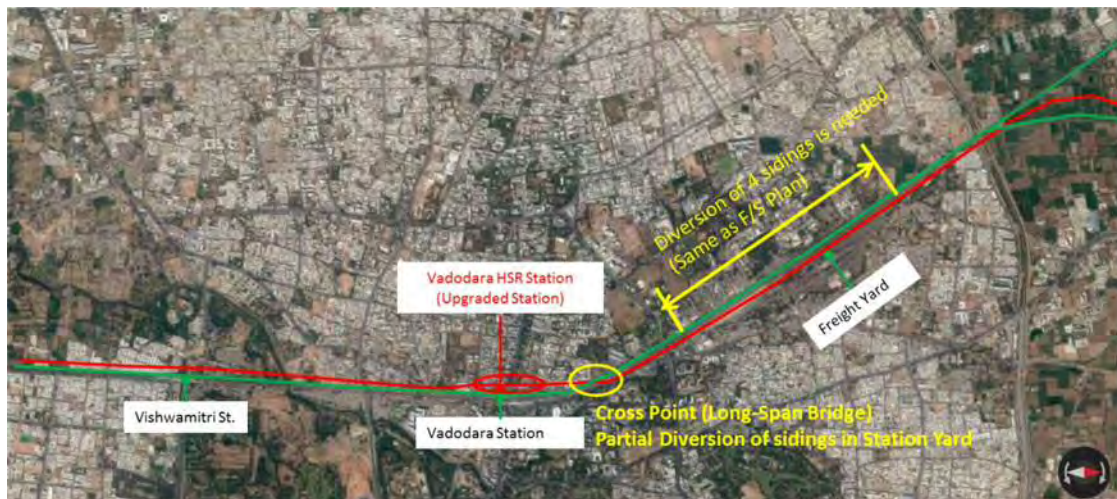 Diversion of 4 sidings is needed
(Same as F/S Plan)
Vadodara HSR Station
(Upgraded Station)
Freight Yard
Vishwamitri St.
Vadodara Station
Cross Point (Long-Span Bridge)
Partial Diversion of sidings in Station Yard